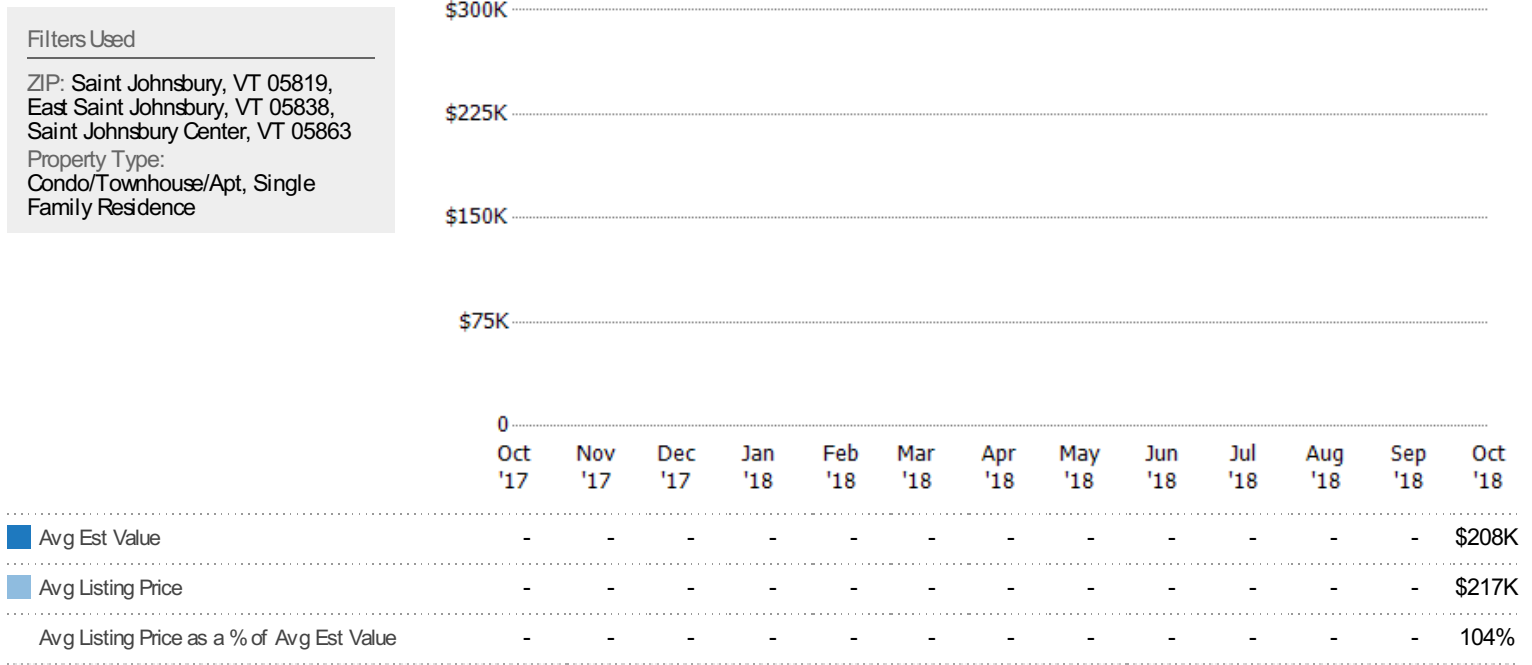 Filters Used
ZIP: Saint Johnsbury, VT 05819,
East Saint Johnsbury, VT 05838,
Saint Johnsbury Center, VT 05863
Property Type:
Condo/Townhouse/Apt, Single
Family Residence
$300K
$225K
$150K
$75K
0
Oct Nov Dec Jan Feb Mar Apr May Jun Jul Aug Sep Oct
'17 '17 '17 '18 '18 '18 '18 '18 '18 '18 '18 '18 '18
Avg Est Value - - - - - - - - - - - - $208K
Avg Listing Price - - - - - - - - - - - - $217K
Avg Listing Price as a % of Avg Est Value - - - - - - - - - - - - 104%